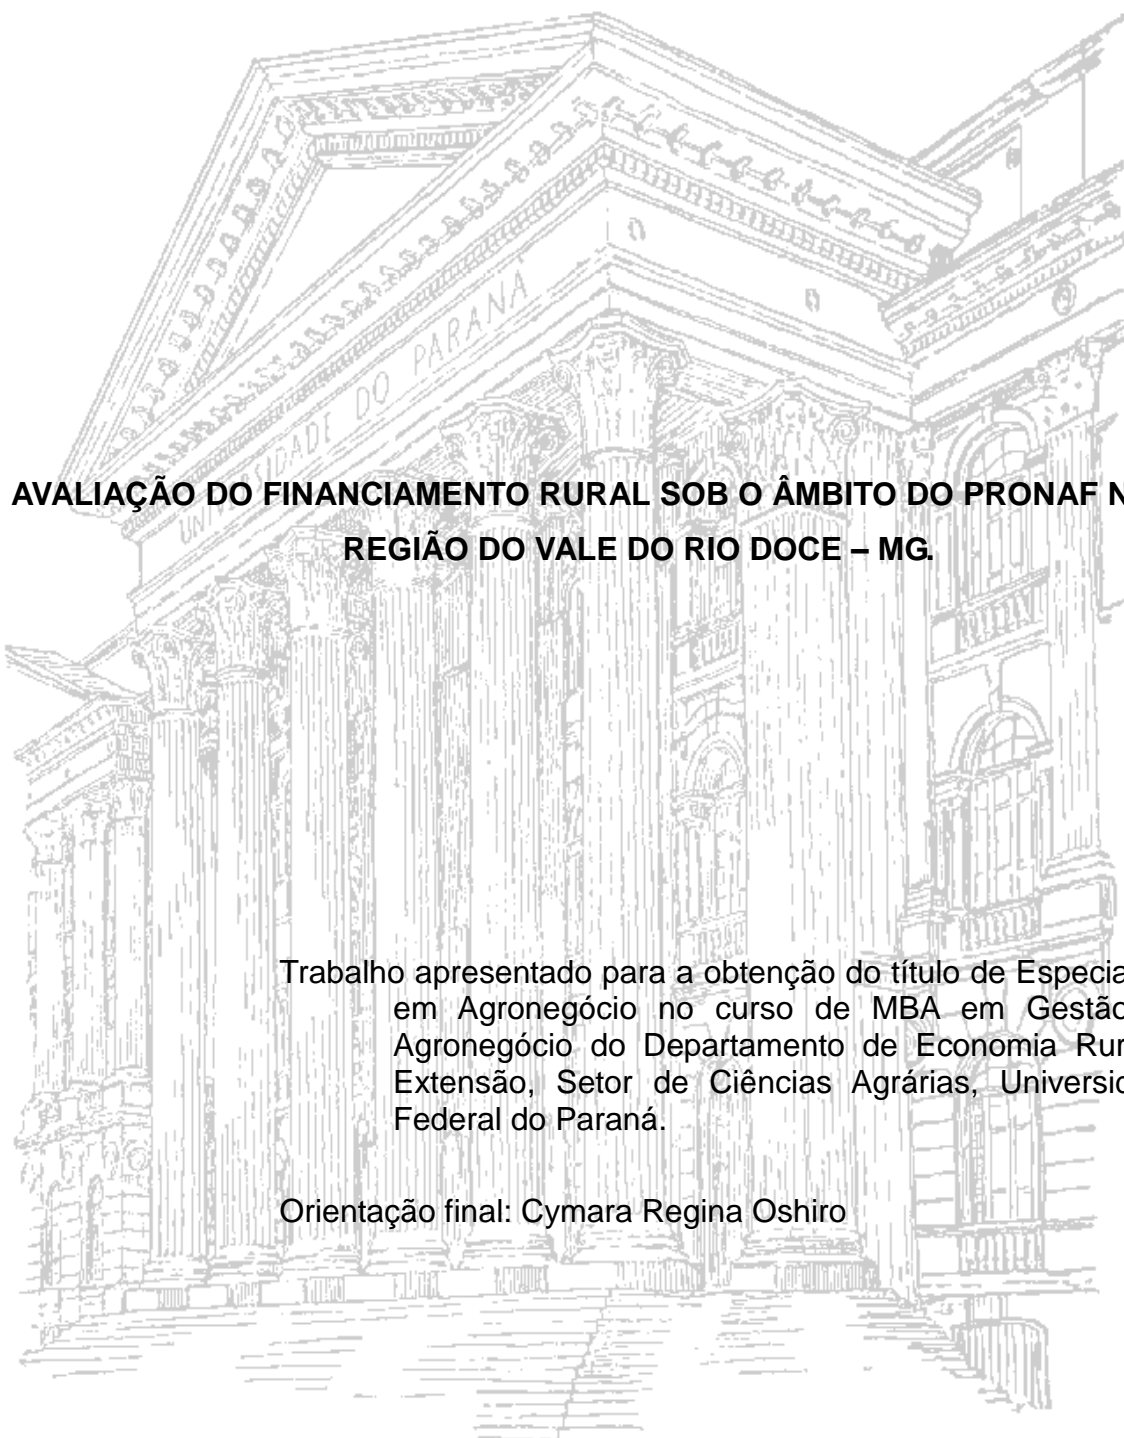 UNIVERSIDADE DO PARANÁ
AVALIAÇÃO DO FINANCIAMENTO RURAL SOB O ÂMBITO DO PRONAF N
REGIÃO DO VALE DO RIO DOCE – MG.
Trabalho apresentado para a obtenção do título de Especia
em Agronegócio no curso de MBA em Gestão
Agronegócio do Departamento de Economia Rur
Extensão, Setor de Ciências Agrárias, Universid
Federal do Paraná.
Orientação final: Cymara Regina Oshiro